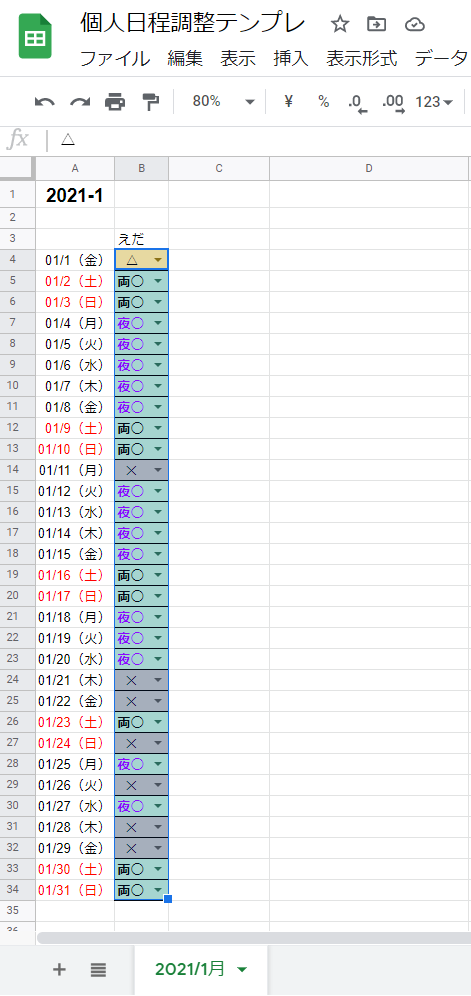 個人日程調整テンプレ
ファイル 編集 表示 挿入 表示形式 データ
80% ¥ % .0 .00 123
fx △
A B C D
1 2021-1
2
3 えだ
4 01/1（金） △
5 01/2（土） 両〇
6 01/3（日） 両〇
7 01/4（月） 夜〇
8 01/5（火） 夜〇
9 01/6（水） 夜〇
10 01/7（木） 夜〇
11 01/8（金） 夜〇
12 01/9（土） 両〇
13 01/10（日） 両〇
14 01/11（月） ×
15 01/12（火） 夜〇
16 01/13（水） 夜〇
17 01/14（木） 夜〇
18 01/15（金） 夜〇
19 01/16（土） 両〇
20 01/17（日） 両〇
21 01/18（月） 夜〇
22 01/19（火） 夜〇
23 01/20（水） 夜〇
24 01/21（木） ×
25 01/22（金） ×
26 01/23（土） 両〇
27 01/24（日） ×
28 01/25（月） 夜〇
29 01/26（火） ×
30 01/27（水） 夜〇
31 01/28（木） ×
32 01/29（金） ×
33 01/30（土） 両〇
34 01/31（日） 両〇
35
36
2021/1月